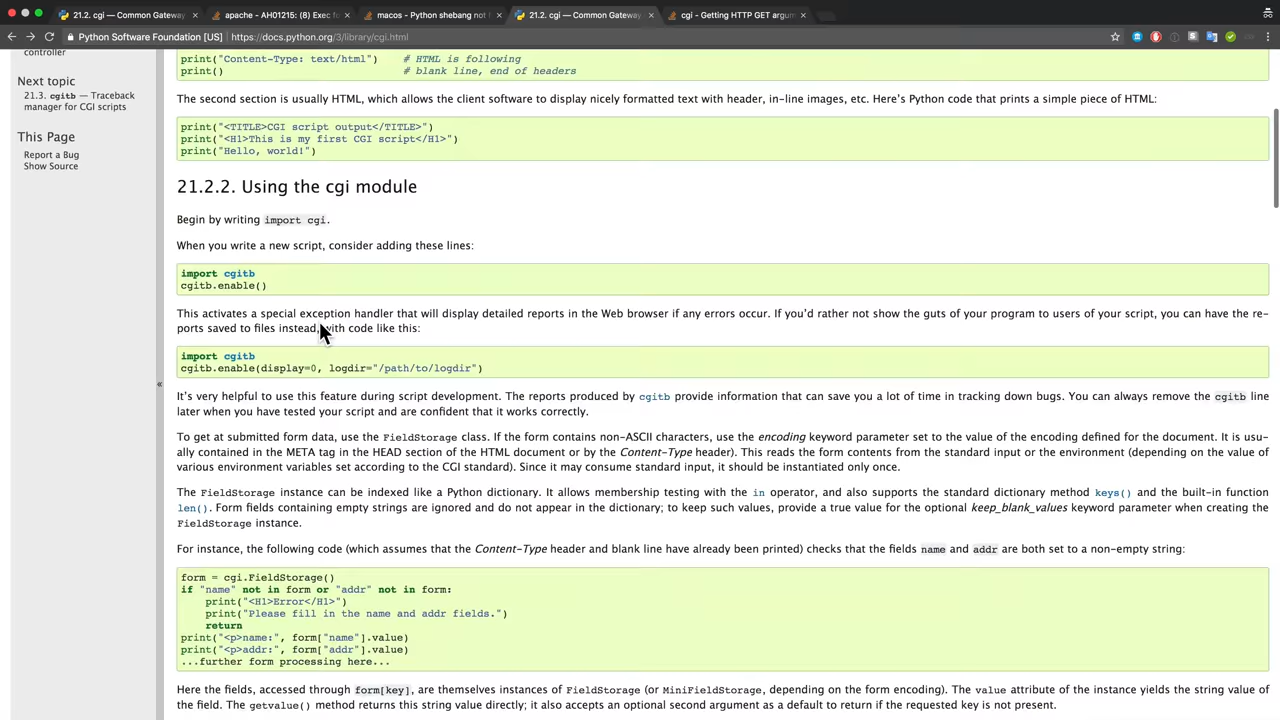 21.2. cgi — Common Gateway
apache - AH01215: (8) Exec f
macos - Python shebang not
21.2. cgi — Common Gateway
cgi - Getting HTTP GET argum
Python Software Foundation [US] | https://docs.python.org/3/library/cgi.html
controller
Next topic
21.3. cgitb — Traceback
manager for CGI scripts
This Page
Report a Bug
Show Source
«
print("Content-Type: text/html")    # HTML is following
print()                             # blank line, end of headers
The second section is usually HTML, which allows the client software to display nicely formatted text with header, in-line images, etc. Here's Python code that prints a simple piece of HTML:
print("<TITLE>CGI script output</TITLE>")
print("<H1>This is my first CGI script</H1>")
print("Hello, world!")
21.2.2. Using the cgi module
Begin by writing import cgi.
When you write a new script, consider adding these lines:
import cgitb
cgitb.enable()
This activates a special exception handler that will display detailed reports in the Web browser if any errors occur. If you'd rather not show the guts of your program to users of your script, you can have the re-
ports saved to files instead, with code like this:
import cgitb
cgitb.enable(display=0, logdir="/path/to/logdir")
It's very helpful to use this feature during script development. The reports produced by cgitb provide information that can save you a lot of time in tracking down bugs. You can always remove the cgitb line
later when you have tested your script and are confident that it works correctly.
To get at submitted form data, use the FieldStorage class. If the form contains non-ASCII characters, use the encoding keyword parameter set to the value of the encoding defined for the document. It is usu-
ally contained in the META tag in the HEAD section of the HTML document or by the Content-Type header). This reads the form contents from the standard input or the environment (depending on the value of
various environment variables set according to the CGI standard). Since it may consume standard input, it should be instantiated only once.
The FieldStorage instance can be indexed like a Python dictionary. It allows membership testing with the in operator, and also supports the standard dictionary method keys() and the built-in function
len(). Form fields containing empty strings are ignored and do not appear in the dictionary; to keep such values, provide a true value for the optional keep_blank_values keyword parameter when creating the
FieldStorage instance.
For instance, the following code (which assumes that the Content-Type header and blank line have already been printed) checks that the fields name and addr are both set to a non-empty string:
form = cgi.FieldStorage()
if "name" not in form or "addr" not in form:
    print("<H1>Error</H1>")
    print("Please fill in the name and addr fields.")
    return
print("<p>name:", form["name"].value)
print("<p>addr:", form["addr"].value)
...further form processing here...
Here the fields, accessed through form[key], are themselves instances of FieldStorage (or MiniFieldStorage, depending on the form encoding). The value attribute of the instance yields the string value of
the field. The getvalue() method returns this string value directly; it also accepts an optional second argument as a default to return if the requested key is not present.